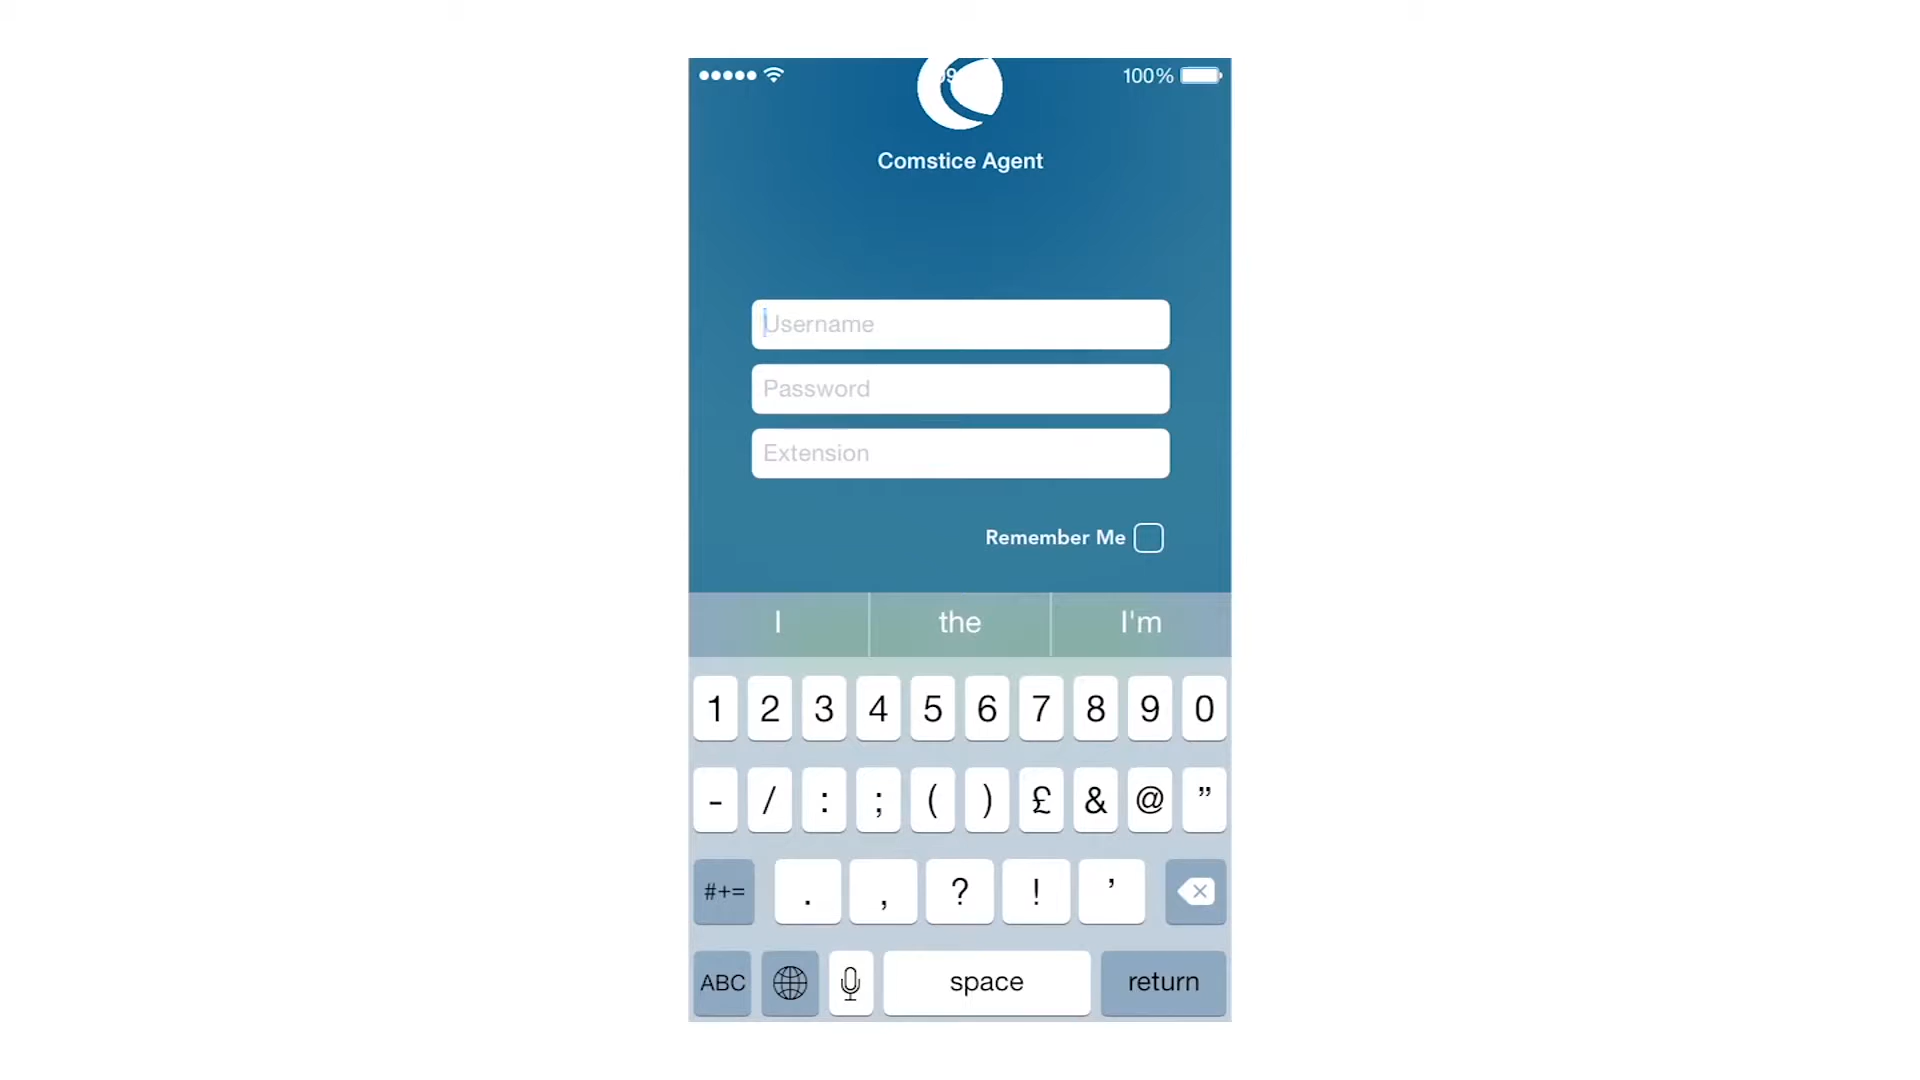 100%
Comstice Agent
Username
Password
Extension
Remember Me
I the I'm
1 2 3 4 5 6 7 8 9 0
- / : ; ( ) £ & @ ”
#+= . , ? ! ’
ABC space return